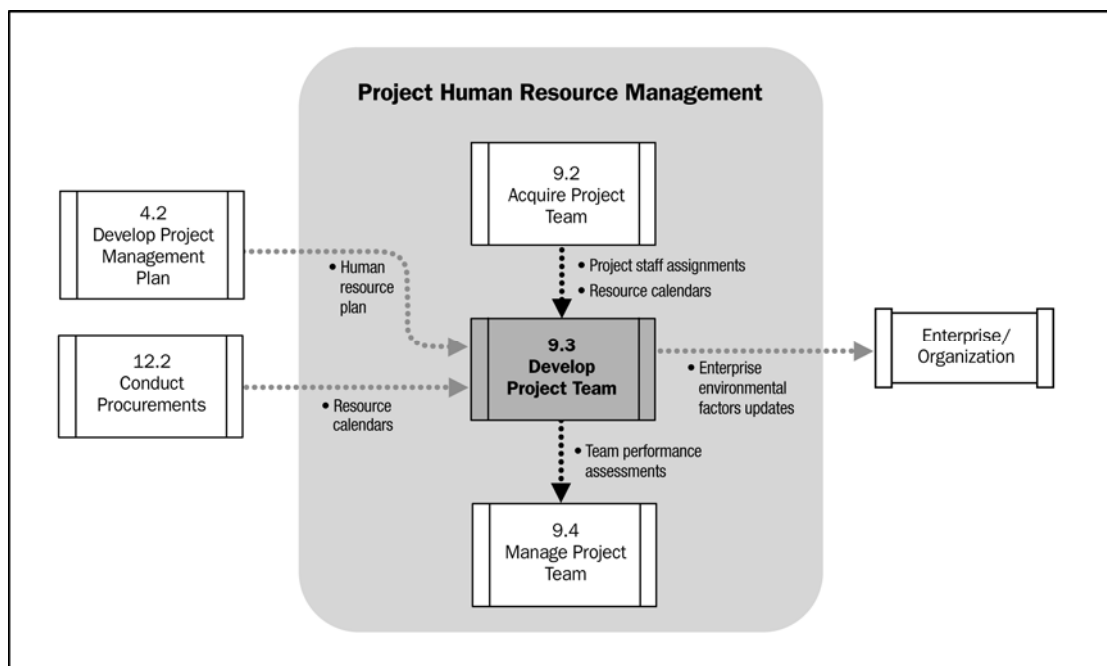 Project Human Resource Management
9.2
Acquire Project
Team
4.2
Develop Project
Management
Plan
• Human
resource
plan
• Project staff assignments
• Resource calendars
12.2
Conduct
Procurements
• Resource
calendars
9.3
Develop
Project Team
• Enterprise
environmental
factors updates
Enterprise/
Organization
• Team performance
assessments
9.4
Manage Project
Team